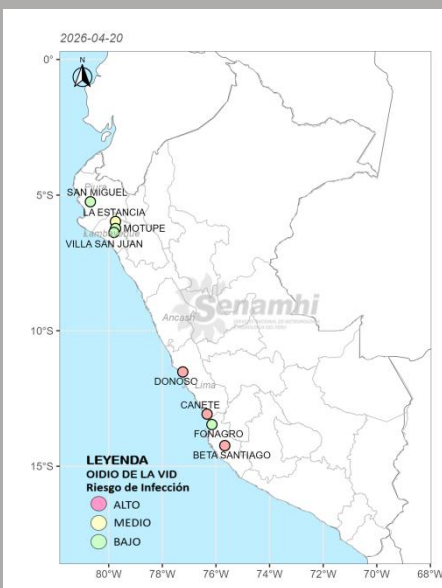 2026-04-20
N
0°
5°S
10°S
15°S
Piura
SAN MIGUEL
LA ESTANCIA
MOTUPE
VILLA SAN JUAN
Senamhi
Ancash
DONOSO
Lima
CANETE
FONAGRO
BETA SANTIAGO
LEYENDA
OIDIO DE LA VID
Riesgo de Infección
ALTO
MEDIO
BAJO
80°W 78°W 76°W 74°W 72°W 70°W 68°W